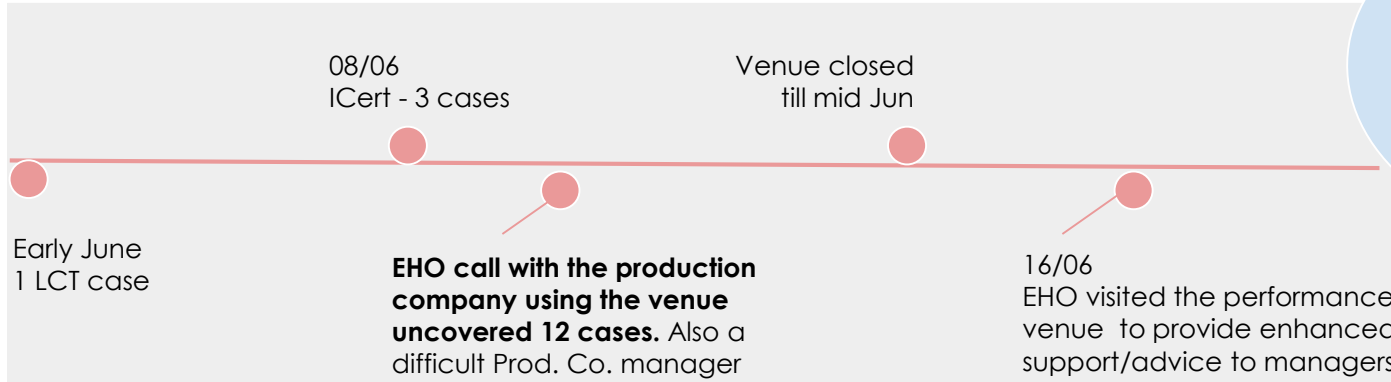 Early June
1 LCT case
08/06
ICert - 3 cases
EHO call with the production
company using the venue
uncovered 12 cases. Also a
difficult Prod. Co. manager
Venue closed
till mid Jun
16/06
EHO visited the performance
venue to provide enhanced
support/advice to managers